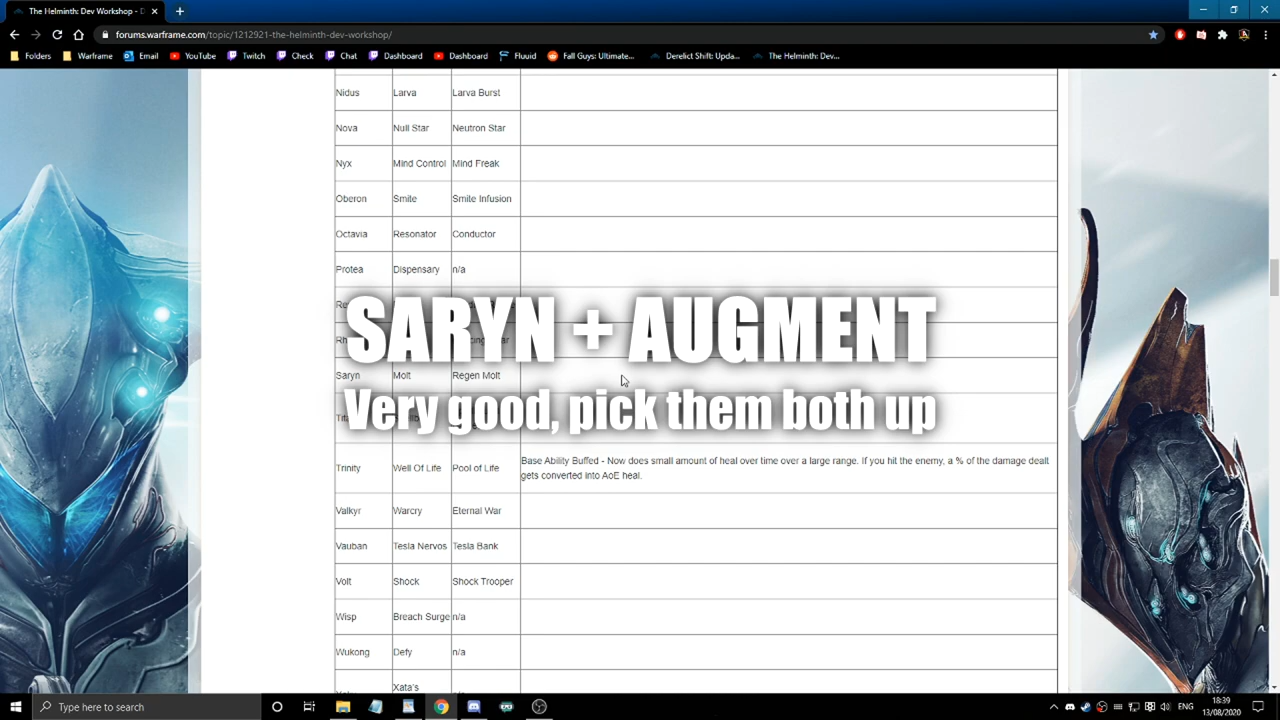 The Helminth: Dev Workshop - D
forums.warframe.com/topic/1212921-the-helminth-dev-workshop/
Folders Warframe Email YouTube Twitch Check Chat Dashboard Dashboard Fluuid Fall Guys: Ultimate... Derelict Shift: Upda... The Helminth: Dev...
Nidus Larva Larva Burst
Nova Null Star Neutron Star
Nyx Mind Control Mind Freak
Oberon Smite Smite Infusion
Octavia Resonator Conductor
Protea Dispensary n/a
SARYN + AUGMENT
Saryn Molt Regen Molt
Very good, pick them both up
Trinity Well Of Life Pool of Life Base Ability Buffed - Now does small amount of heal over time over a large range. If you hit the enemy, a % of the damage dealt
gets converted into AoE heal.
Valkyr Warcry Eternal War
Vauban Tesla Nervos Tesla Bank
Volt Shock Shock Trooper
Wisp Breach Surge n/a
Wukong Defy n/a
Xata's
Type here to search
ENG
18:39
13/08/2020